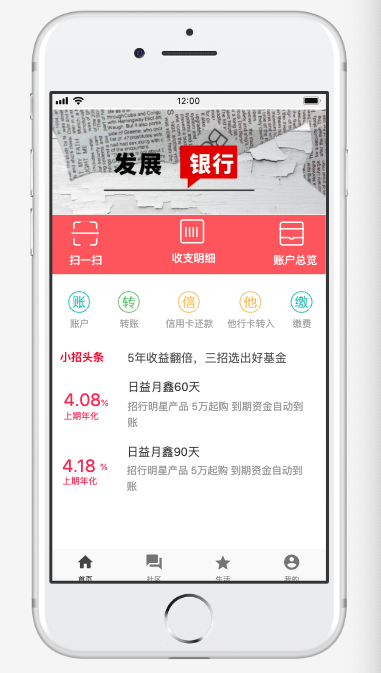 12:00
发展 银行
扫一扫 收支明细 账户总览
账 转 信 他 缴
账户 转账 信用卡还款 他行卡转入 缴费
小招头条 5年收益翻倍，三招选出好基金
日益月鑫60天
4.08%
招行明星产品 5万起购 到期资金自动到
上期年化
账
日益月鑫90天
4.18 %
招行明星产品 5万起购 到期资金自动到
上期年化
账
首页 社区 生活 我的